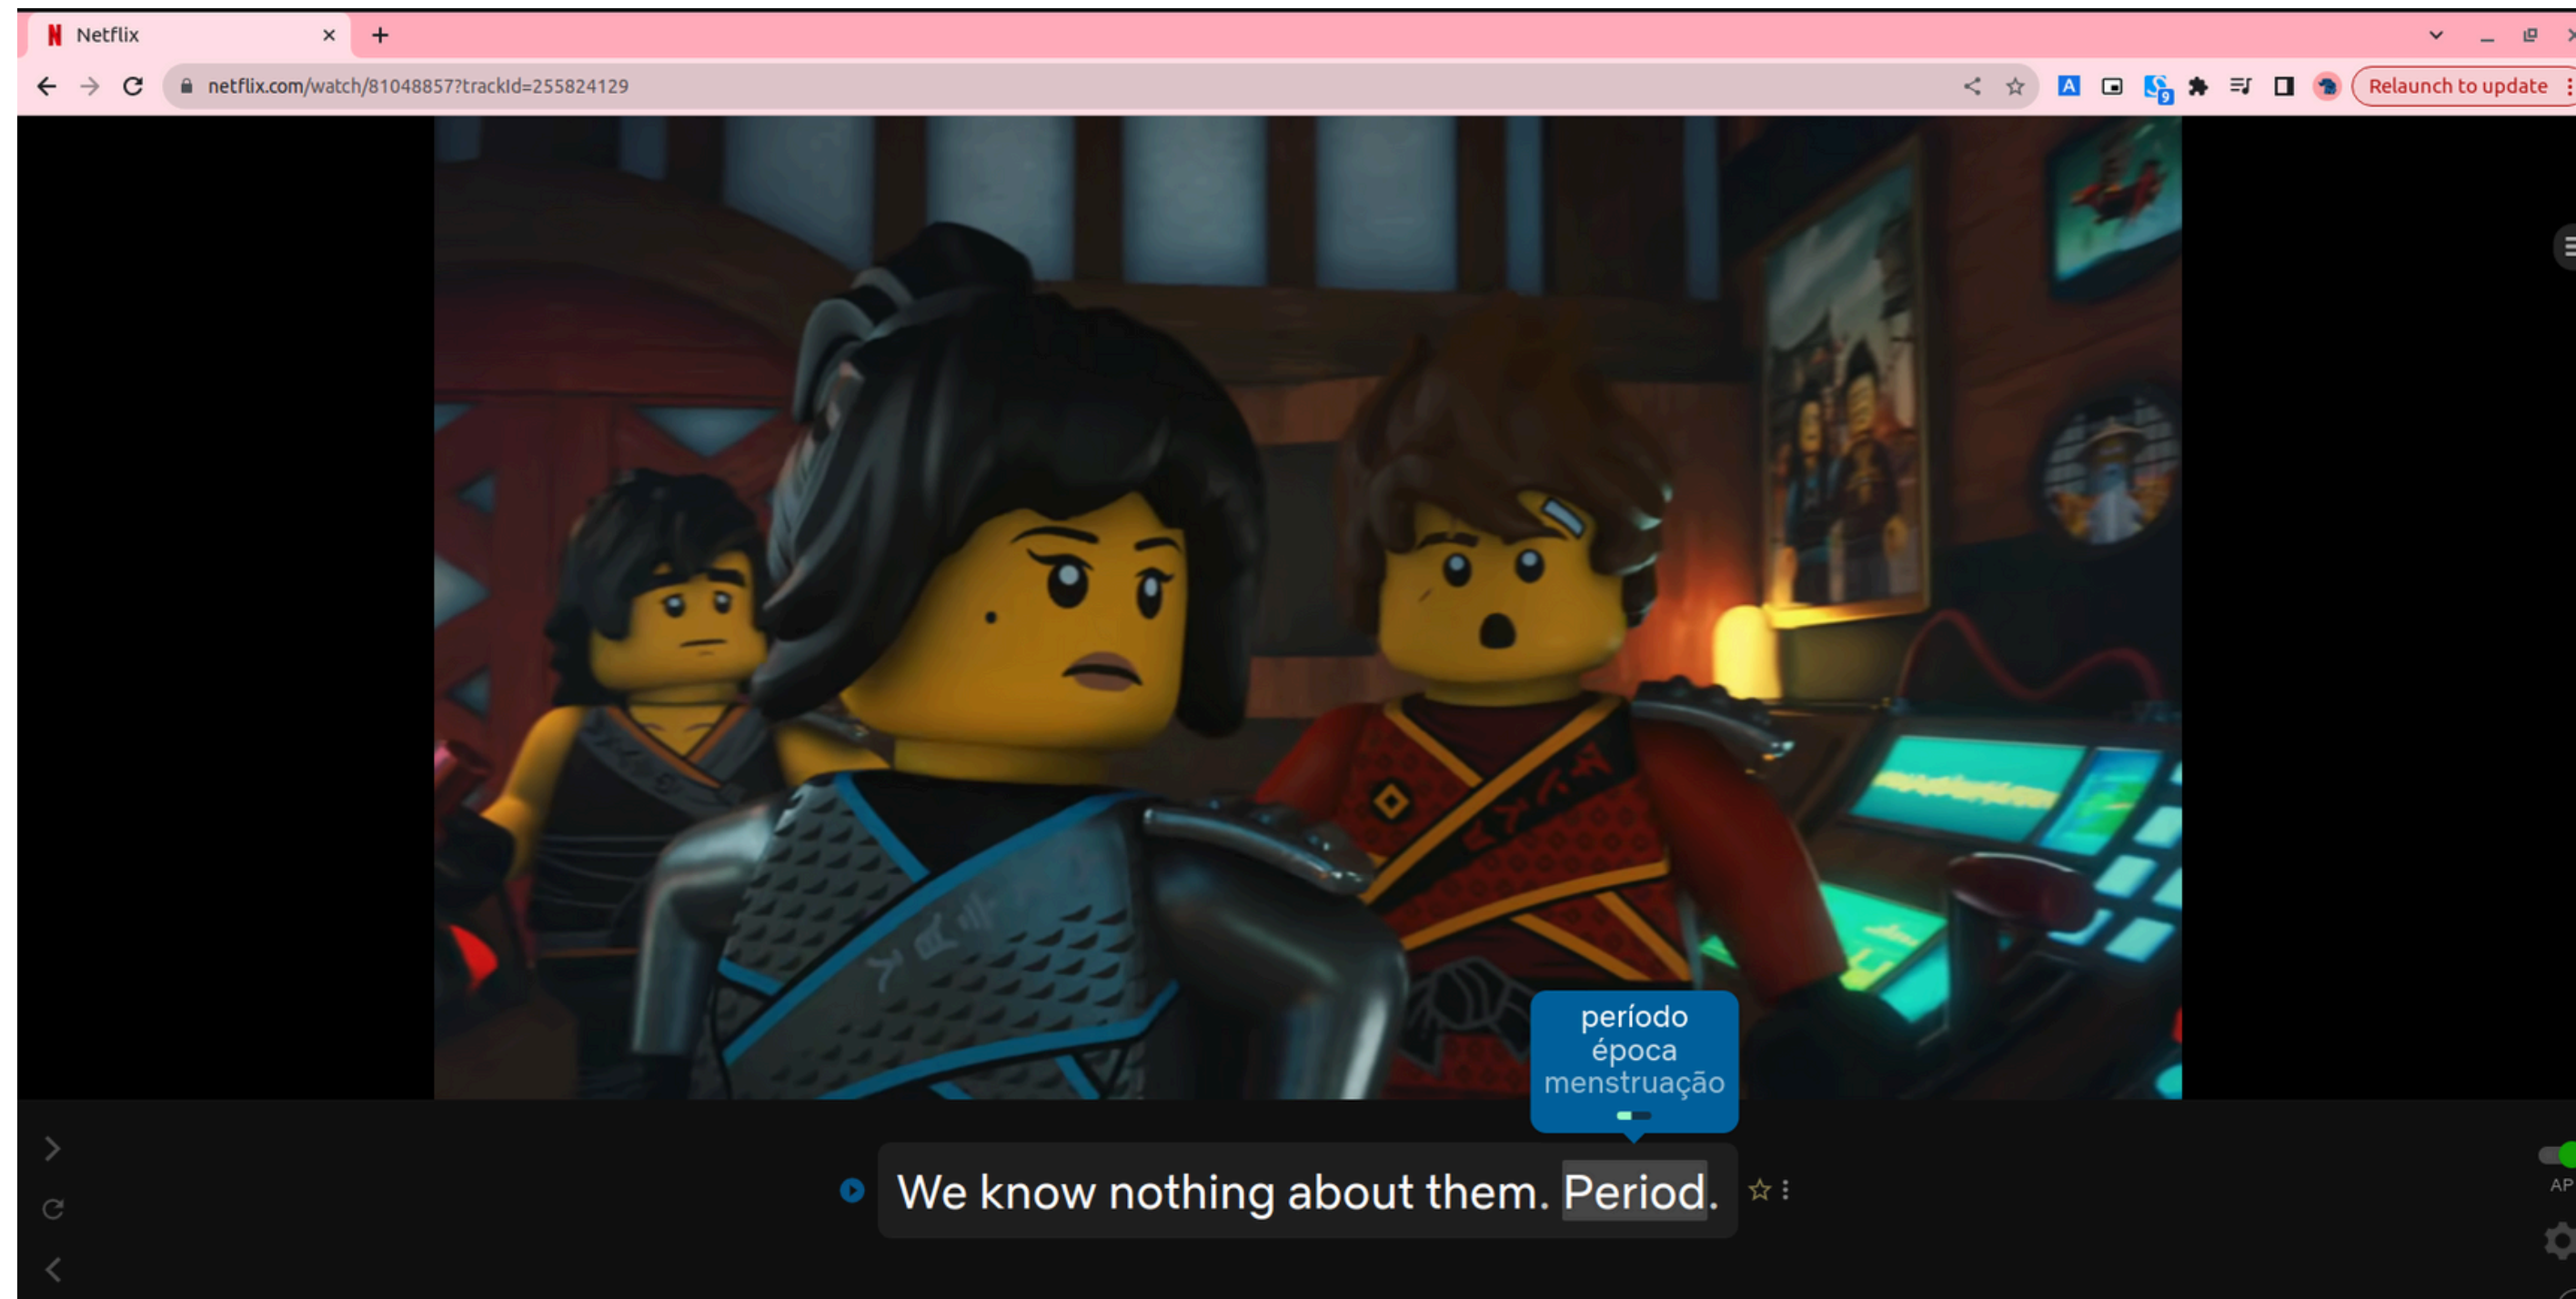 Netflix
netflix.com/watch/81048857?trackId=255824129
A
9
Relaunch to update
período
época
menstruação
We know nothing about them. Period.
AP